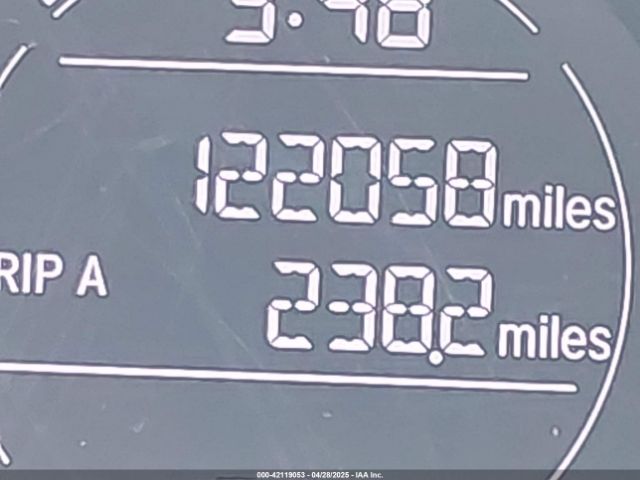 122058 miles
RIP A 238.2 miles
000-42119053 - 04/28/2025 - IAA Inc.